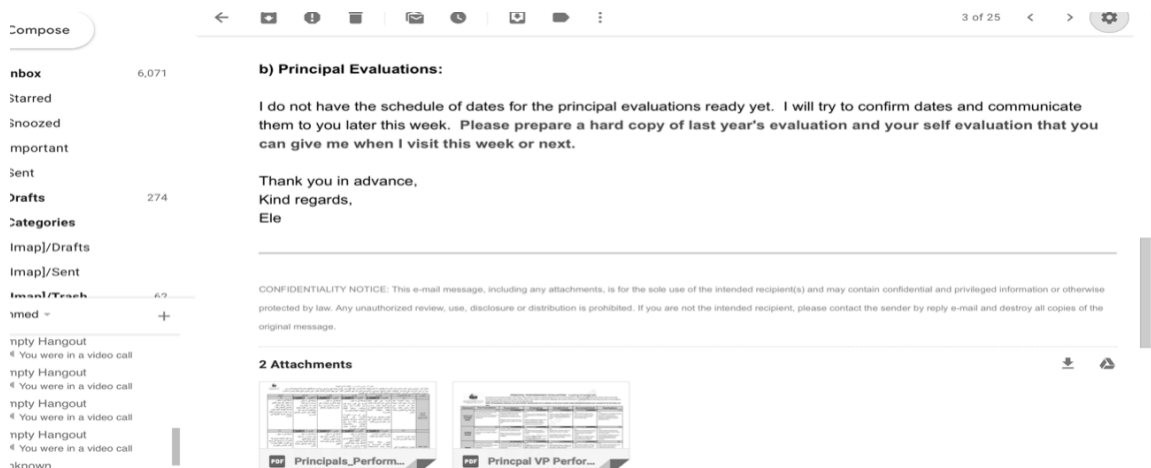 Compose
3 of 25
nbox 6,071
Starred
Snoozed
mportant
Sent
Drafts 274
Categories
Imap]/Drafts
Imap]/Sent
Imap]/Trash 62
nmed
+
mpty Hangout
You were in a video call
mpty Hangout
You were in a video call
mpty Hangout
You were in a video call
mpty Hangout
You were in a video call
nknown
b) Principal Evaluations:
I do not have the schedule of dates for the principal evaluations ready yet. I will try to confirm dates and communicate
them to you later this week. Please prepare a hard copy of last year's evaluation and your self evaluation that you
can give me when I visit this week or next.
Thank you in advance,
Kind regards,
Ele
CONFIDENTIALITY NOTICE: This e-mail message, including any attachments, is for the sole use of the intended recipient(s) and may contain confidential and privileged information or otherwise
protected by law. Any unauthorized review, use, disclosure or distribution is prohibited. If you are not the intended recipient, please contact the sender by reply e-mail and destroy all copies of the
original message.
2 Attachments
PDF Principals_Perform...
PDF Princpal VP Perfor...